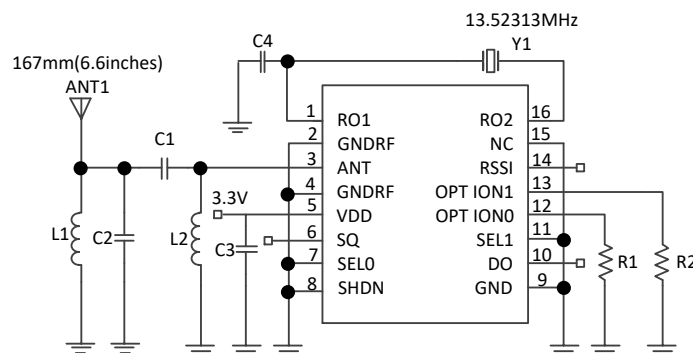 13.52313MHz
C4
Y1
167mm(6.6inches)
ANT1
1 RO1 RO2 16
2 GNDRF NC 15
C1
3 ANT RSSI 14
4 GNDRF OPT ION1 13
3.3V
5 VDD OPT ION0 12
L1 C2 L2 C3
6 SQ SEL1 11
7 SEL0 DO 10
R1 R2
8 SHDN GND 9